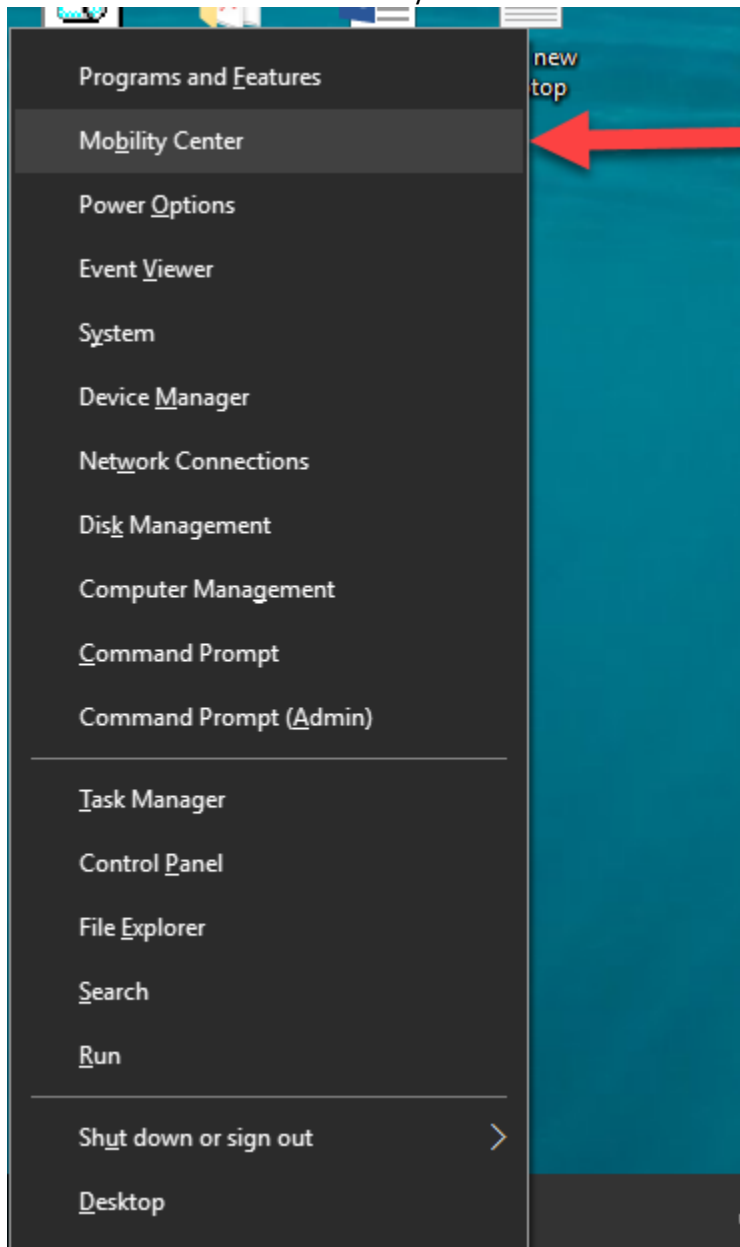 new
top
Programs and Features
Mobility Center
Power Options
Event Viewer
System
Device Manager
Network Connections
Disk Management
Computer Management
Command Prompt
Command Prompt (Admin)
Task Manager
Control Panel
File Explorer
Search
Run
Shut down or sign out
Desktop